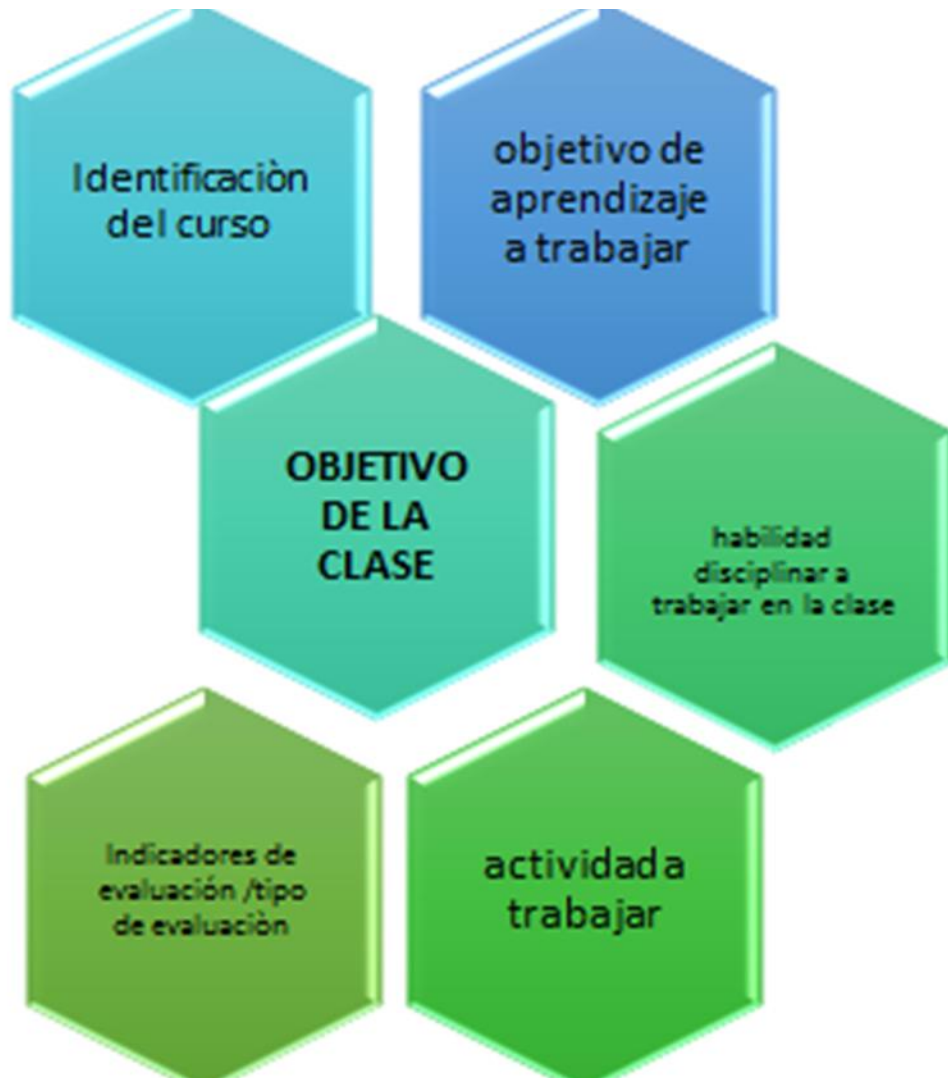 Identificaciòn
del curso
objetivo de
aprendizaje
a trabajar
OBJETIVO
DE LA
CLASE
habilidad
disciplinar a
trabajar en la clase
Indicadores de
evaluación /tipo
de evaluaciòn
actividad a
trabajar